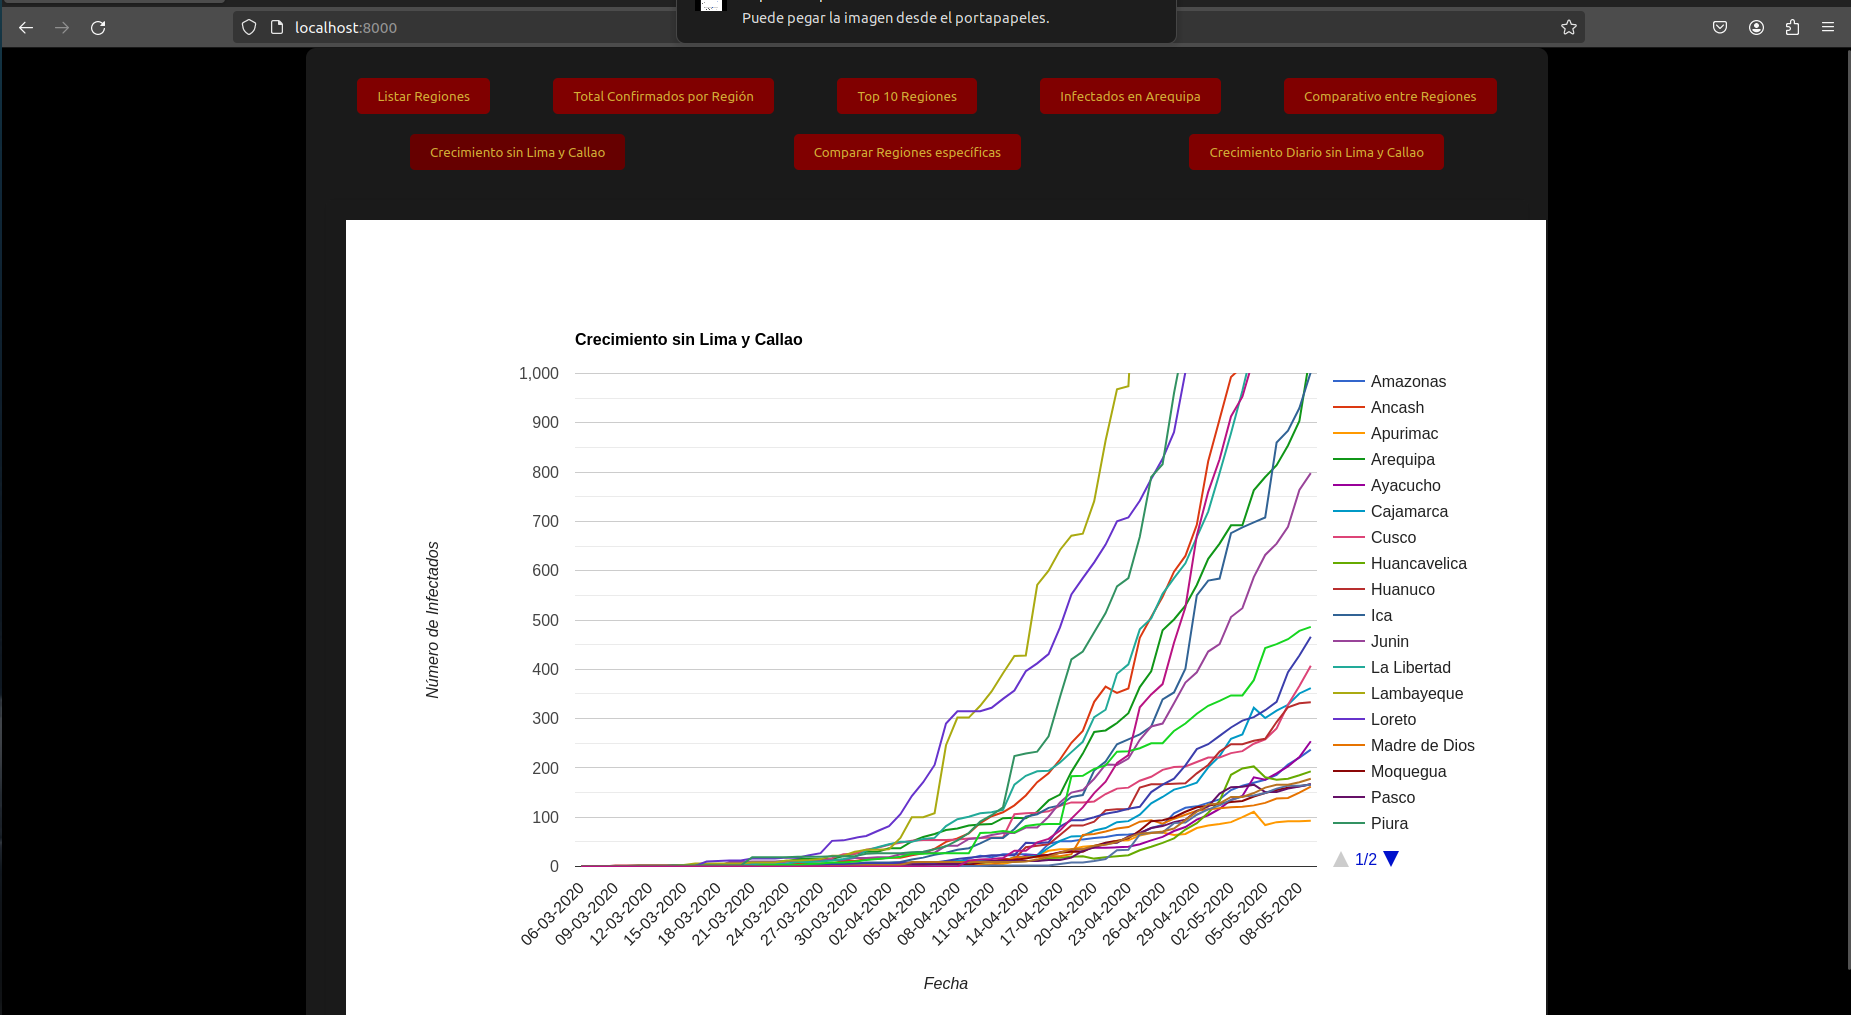 Puede pegar la imagen desde el portapapeles.
localhost:8000
Listar Regiones
Total Confirmados por Región
Top 10 Regiones
Infectados en Arequipa
Comparativo entre Regiones
Crecimiento sin Lima y Callao
Comparar Regiones específicas
Crecimiento Diario sin Lima y Callao
Crecimiento sin Lima y Callao
1,000
900
800
700
600
500
400
300
200
100
0
Número de Infectados
06-03-2020
09-03-2020
12-03-2020
15-03-2020
18-03-2020
21-03-2020
24-03-2020
27-03-2020
30-03-2020
02-04-2020
05-04-2020
08-04-2020
11-04-2020
14-04-2020
17-04-2020
20-04-2020
23-04-2020
26-04-2020
29-04-2020
02-05-2020
05-05-2020
08-05-2020
Fecha
Amazonas
Ancash
Apurimac
Arequipa
Ayacucho
Cajamarca
Cusco
Huancavelica
Huanuco
Ica
Junin
La Libertad
Lambayeque
Loreto
Madre de Dios
Moquegua
Pasco
Piura
1/2